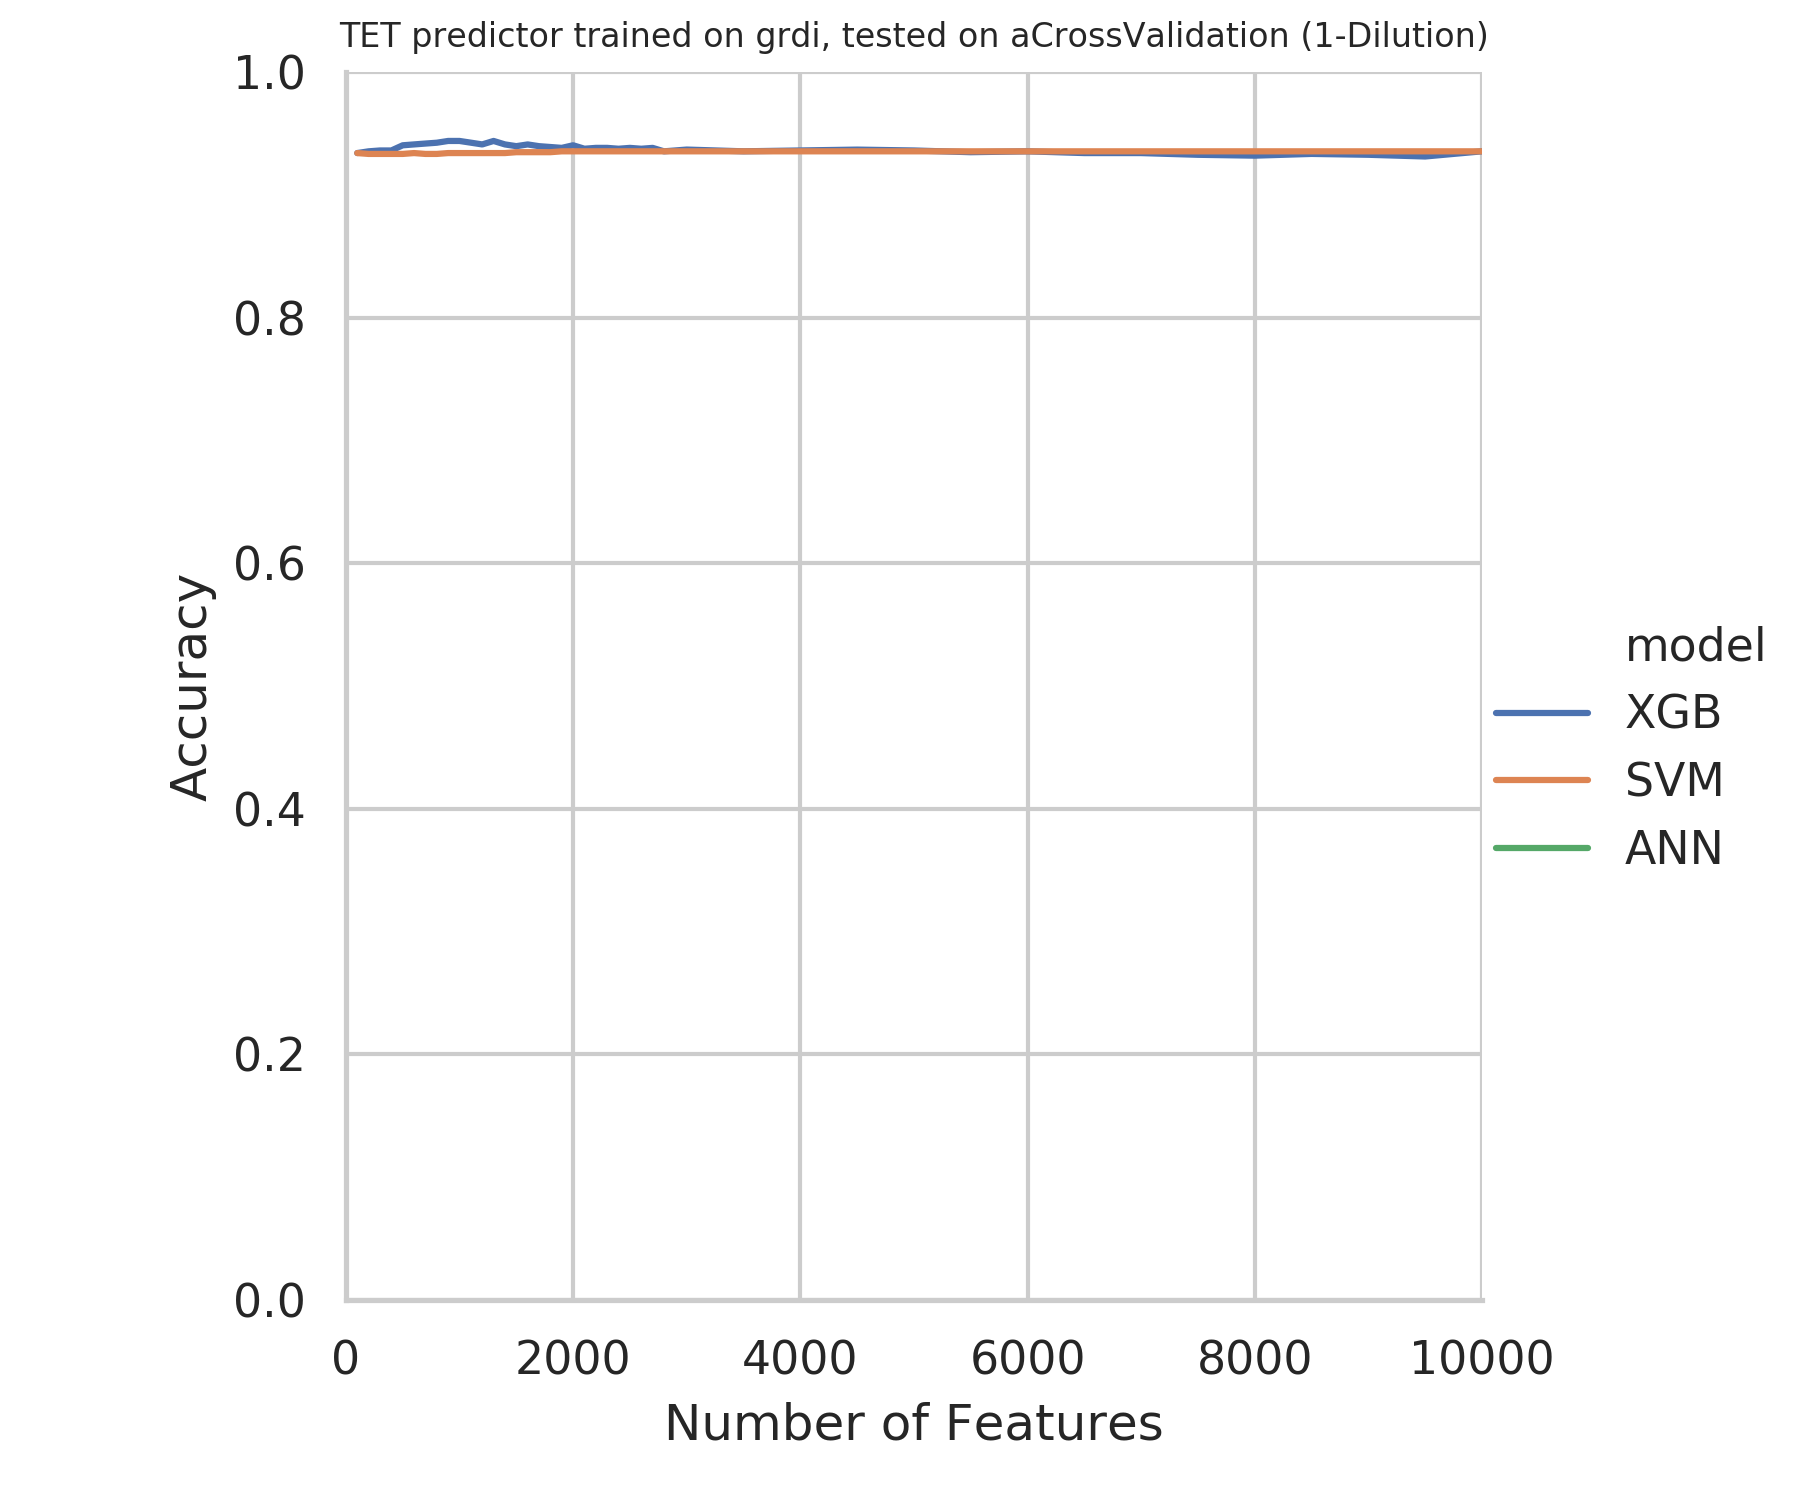 TET predictor trained on grdi, tested on aCrossValidation (1-Dilution)
1.0
0.8
0.6
0.4
0.2
0.0
Accuracy
0 2000 4000 6000 8000 10000
Number of Features
model
XGB
SVM
ANN